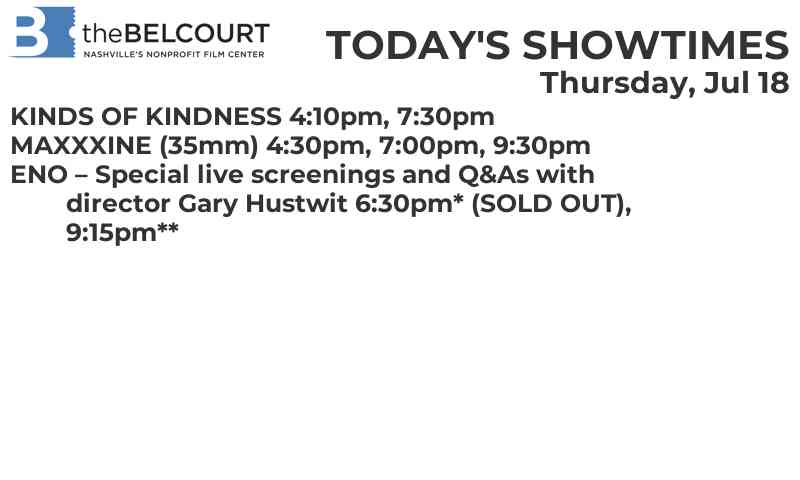 B theBELCOURT
NASHVILLE'S NONPROFIT FILM CENTER
TODAY'S SHOWTIMES
Thursday, Jul 18
KINDS OF KINDNESS 4:10pm, 7:30pm
MAXXXINE (35mm) 4:30pm, 7:00pm, 9:30pm
ENO – Special live screenings and Q&As with
director Gary Hustwit 6:30pm* (SOLD OUT),
9:15pm**